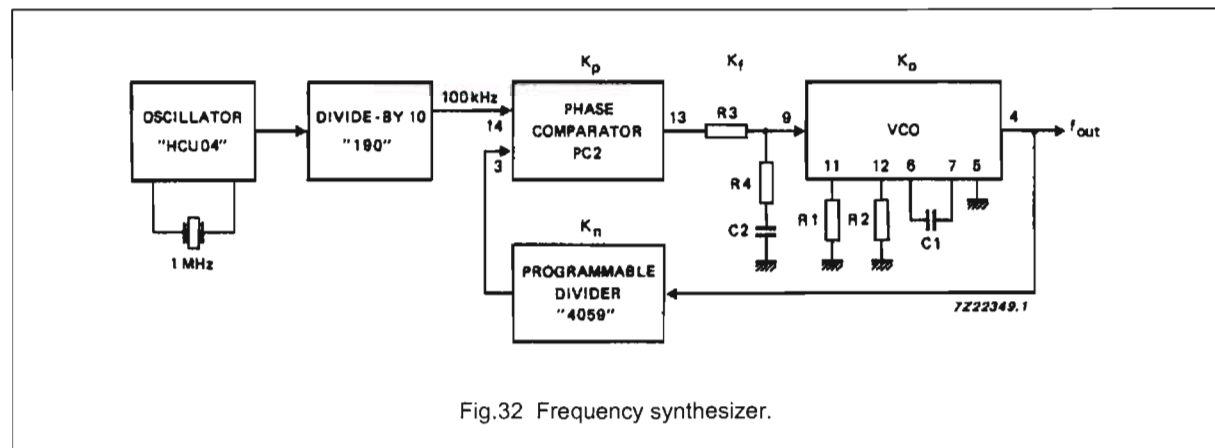 Kp
Kf
Ko
OSCILLATOR
"HCU04"
DIVIDE-BY 10
"190"
100kHz
14
3
PHASE
COMPARATOR
PC2
13
R3
9
VCO
4
fout
11
12
6
7
5
R4
C2
R1
R2
C1
1 MHz
Kn
PROGRAMMABLE
DIVIDER
"4059"
7Z22349.1
Fig.32 Frequency synthesizer.